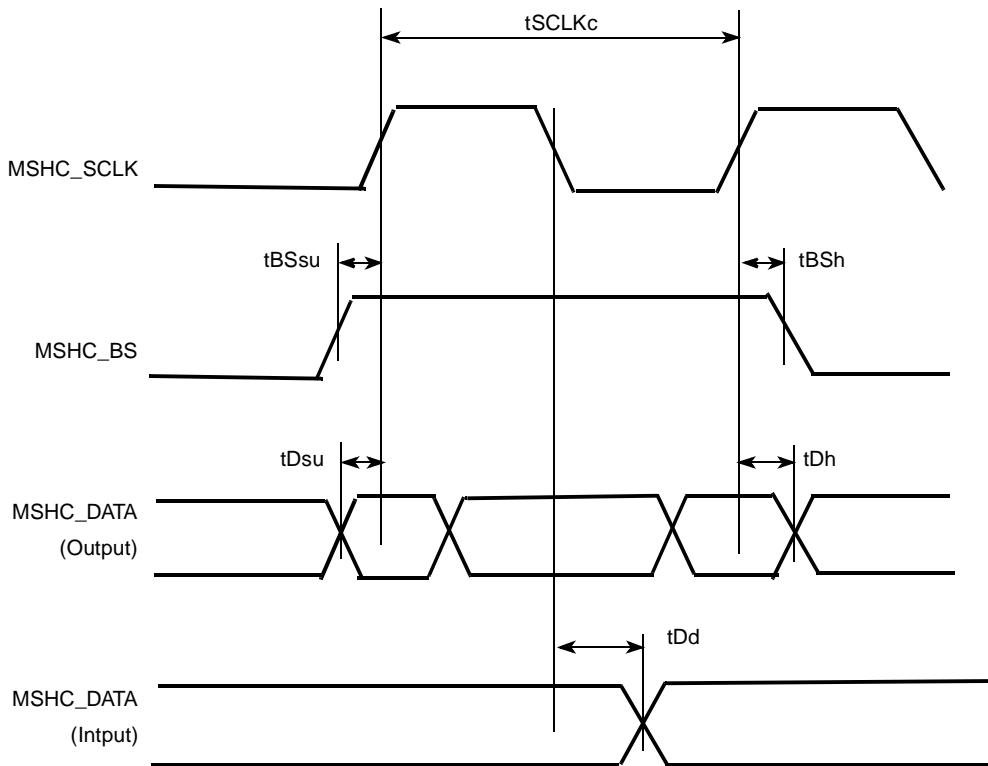 tSCLKc
MSHC_SCLK
tBSsu
tBSh
MSHC_BS
tDsu
tDh
MSHC_DATA
(Output)
tDd
MSHC_DATA
(Intput)